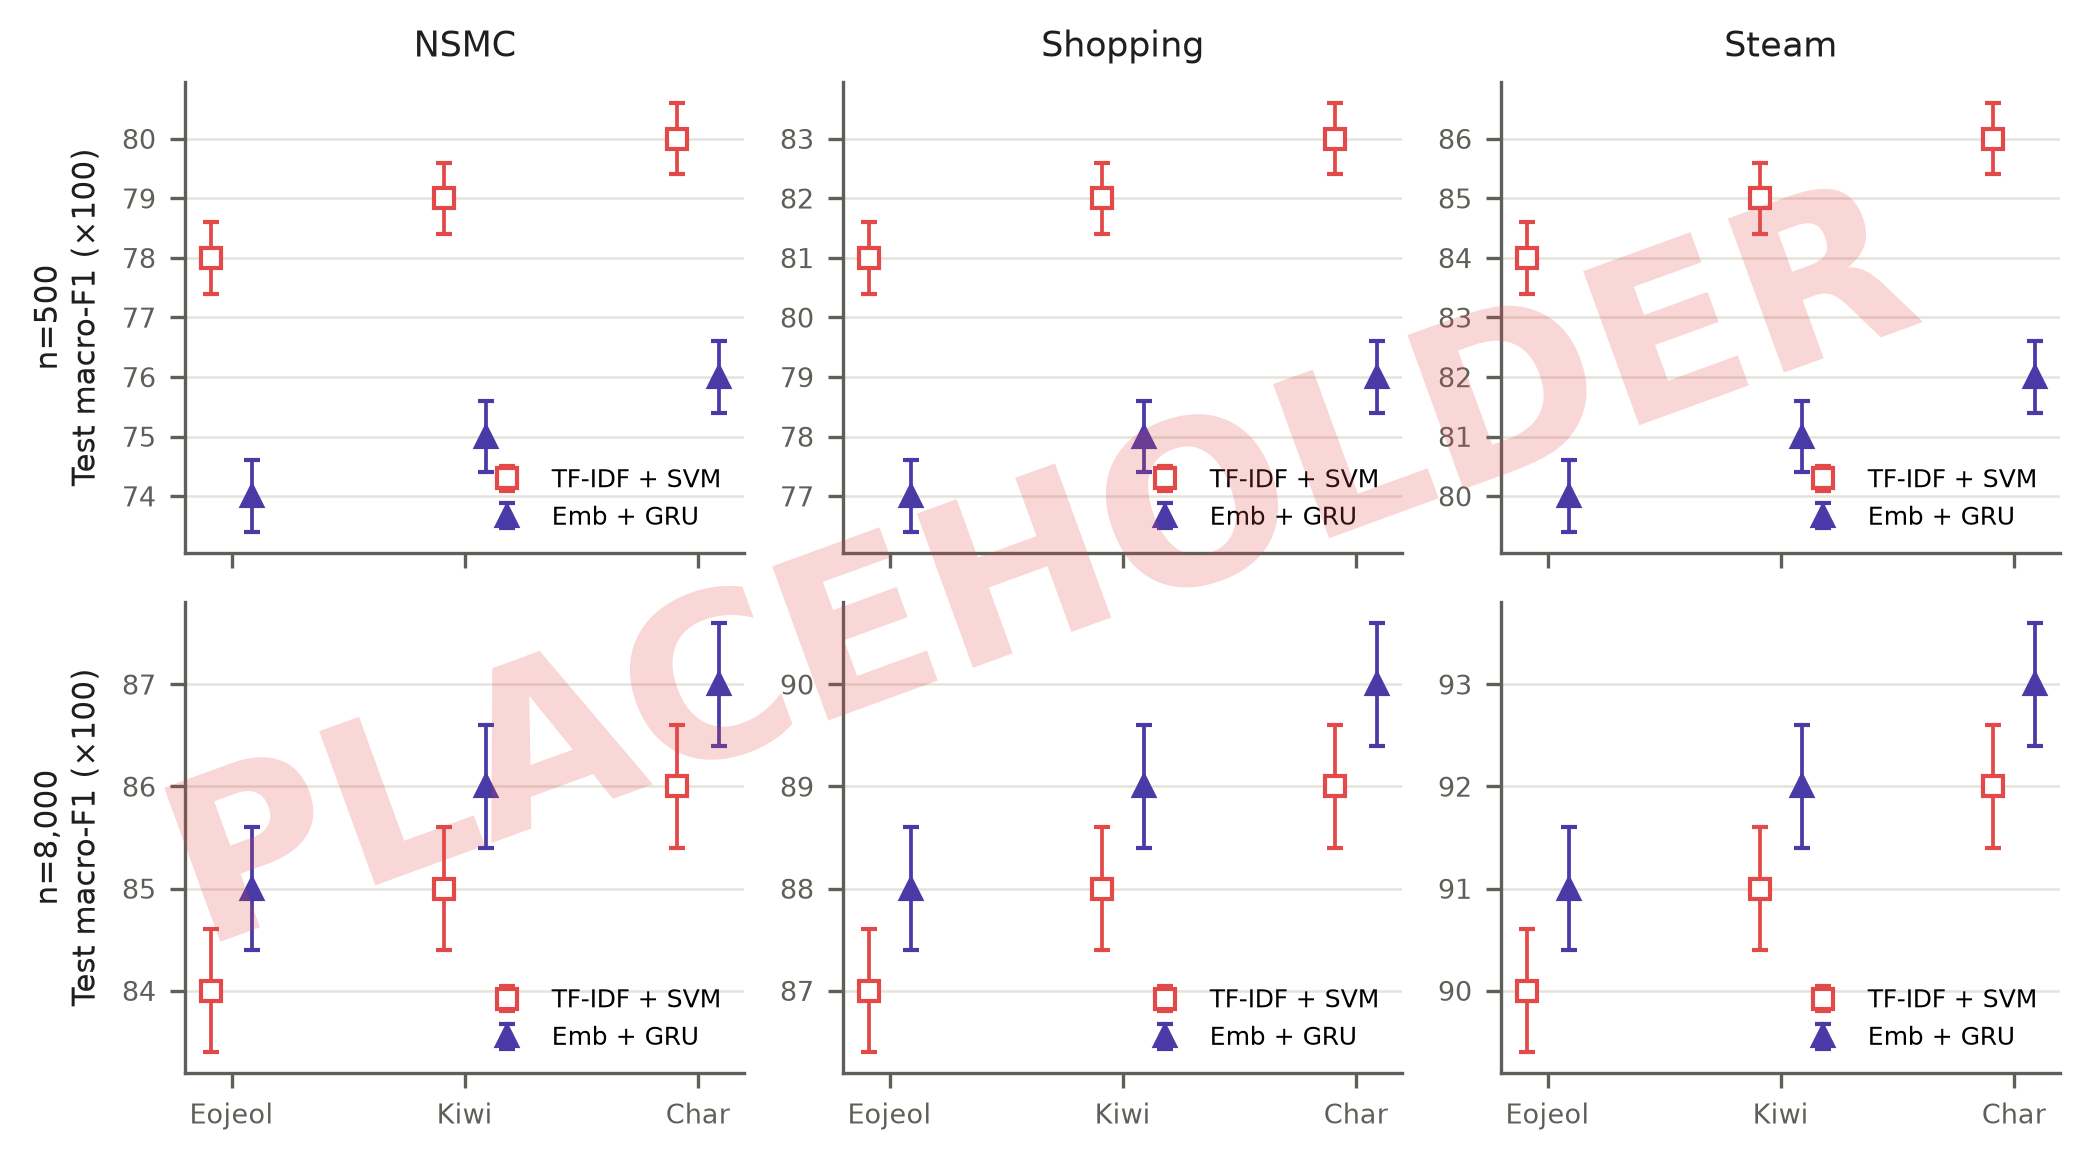 NSMC
Shopping
Steam
n=500
Test macro-F1 (×100)
80
79
78
77
76
75
74
TF-IDF + SVM
Emb + GRU
83
82
81
80
79
78
77
TF-IDF + SVM
Emb + GRU
86
85
84
83
82
81
80
TF-IDF + SVM
Emb + GRU
PLACEHOLDER
n=8,000
Test macro-F1 (×100)
87
86
85
84
TF-IDF + SVM
Emb + GRU
Eojeol Kiwi Char
90
89
88
87
TF-IDF + SVM
Emb + GRU
Eojeol Kiwi Char
93
92
91
90
TF-IDF + SVM
Emb + GRU
Eojeol Kiwi Char